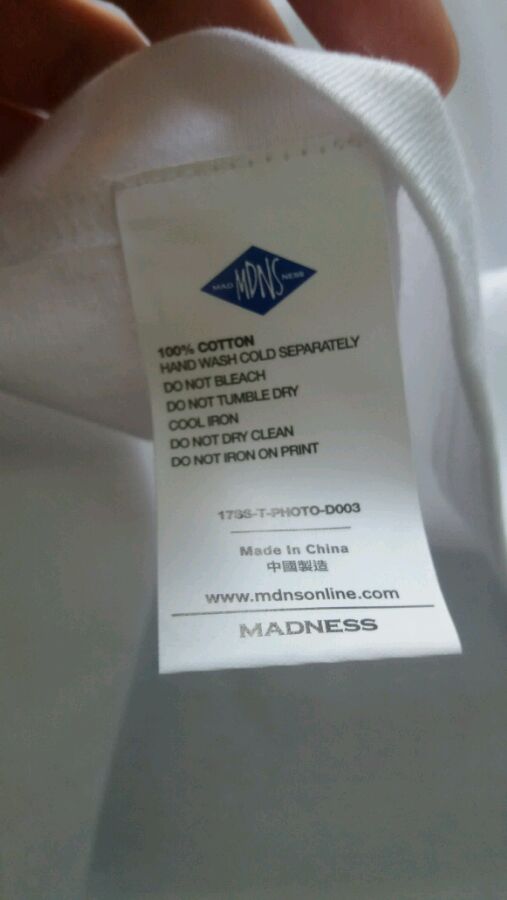 MAD MDNS NESS
100% COTTON
HAND WASH COLD SEPARATELY
DO NOT BLEACH
DO NOT TUMBLE DRY
COOL IRON
DO NOT DRY CLEAN
DO NOT IRON ON PRINT
17SS-T-PHOTO-D003
Made In China
中國製造
www.mdnsonline.com
MADNESS